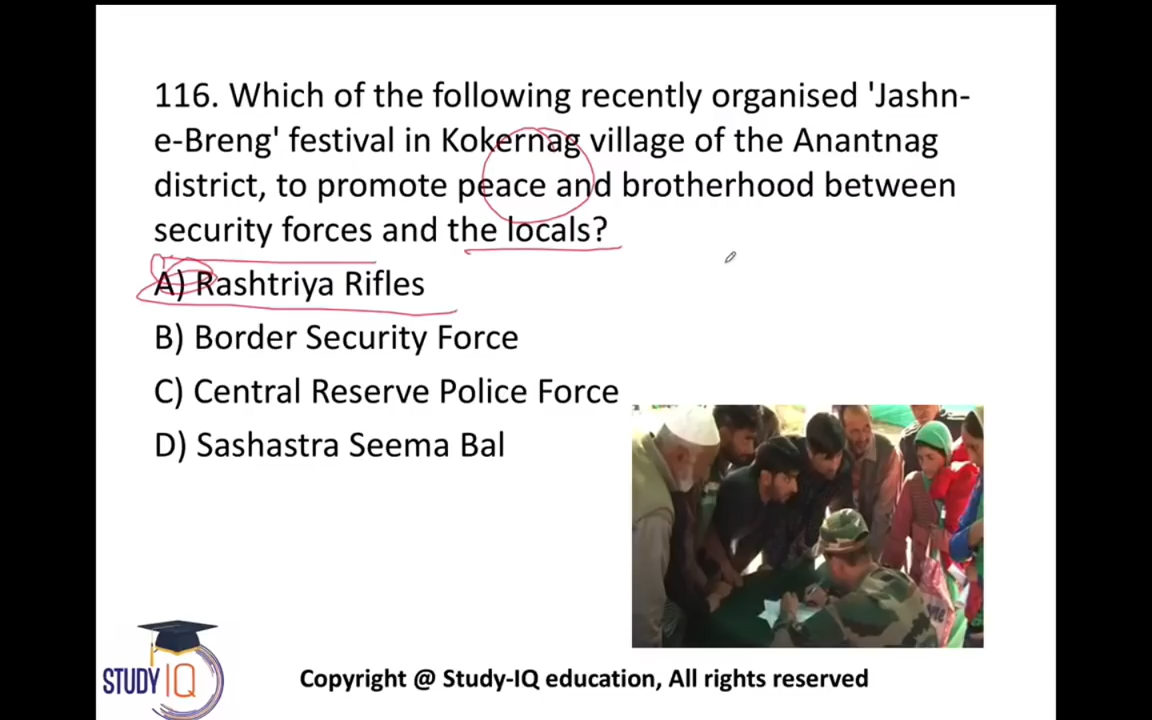 116. Which of the following recently organised 'Jashn-
e-Breng' festival in Kokernag village of the Anantnag
district, to promote peace and brotherhood between
security forces and the locals?
A) Rashtriya Rifles
B) Border Security Force
C) Central Reserve Police Force
D) Sashastra Seema Bal
STUDY IQ
Copyright @ Study-IQ education, All rights reserved